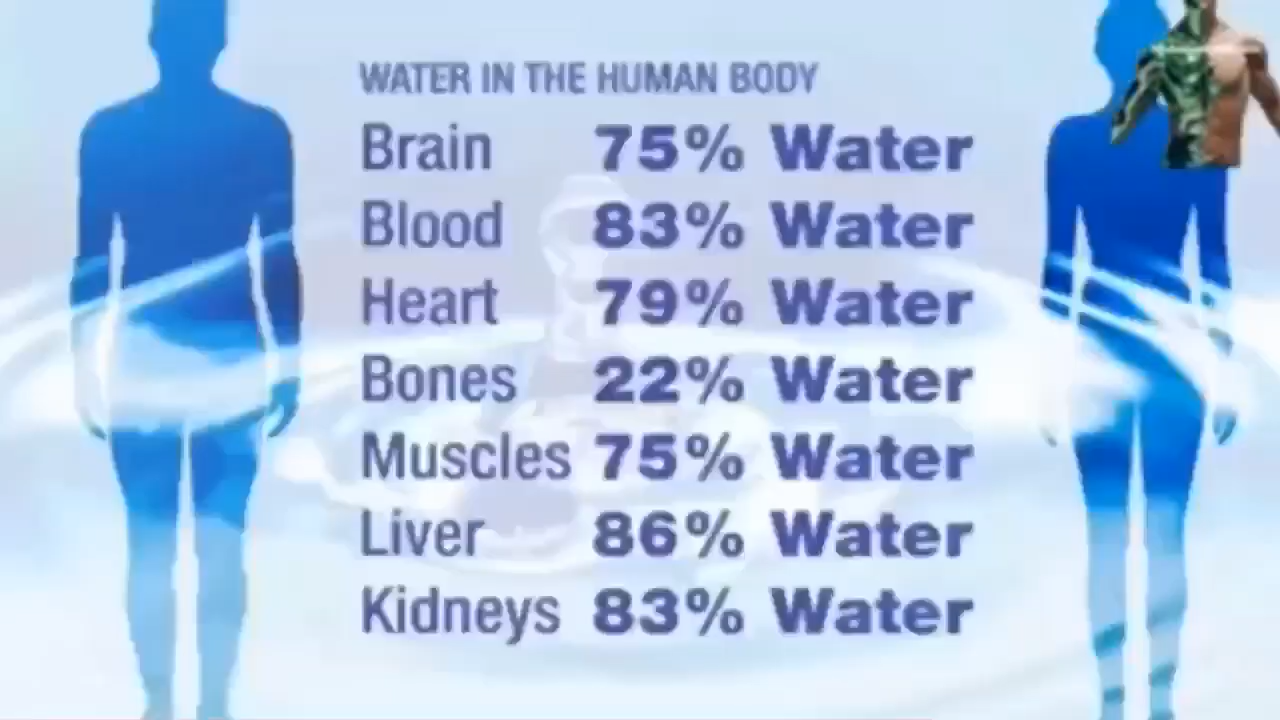 WATER IN THE HUMAN BODY
Brain 75% Water
Blood 83% Water
Heart 79% Water
Bones 22% Water
Muscles 75% Water
Liver 86% Water
Kidneys 83% Water